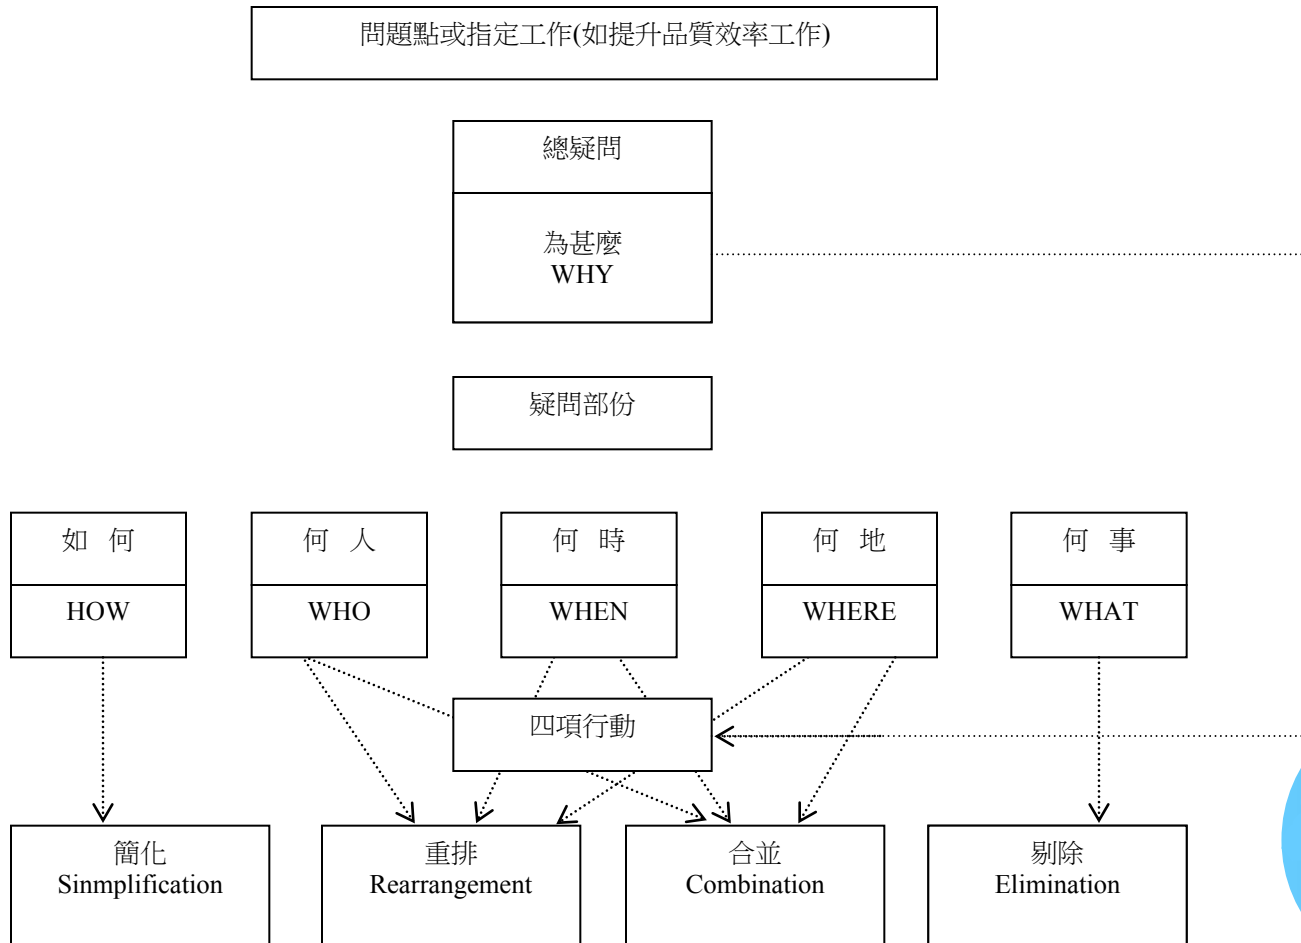 問題點或指定工作(如提升品質效率工作)
總疑問
為甚麼
WHY
疑問部份
如 何
HOW
何 人
WHO
何 時
WHEN
何 地
WHERE
何 事
WHAT
四項行動
簡化
Sinmplification
重排
Rearrangement
合並
Combination
剔除
Elimination